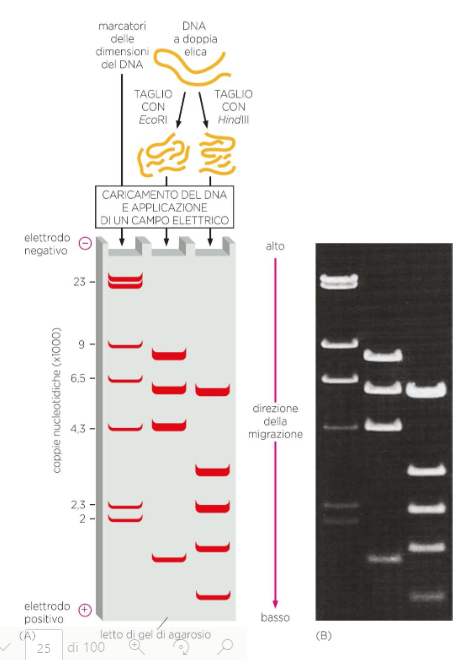 marcatori
delle
dimensioni
del DNA
DNA
a doppia
elica
TAGLIO
CON
EcoRI
TAGLIO
CON
HindIII
CARICAMENTO DEL DNA
E APPLICAZIONE
DI UN CAMPO ELETTRICO
elettrodo
negativo
−
alto
coppie nucleotidiche (x1000)
23
9
6,5
4,3
2,3
2
direzione
della
migrazione
elettrodo
positivo
+
basso
(A)
letto di gel di agarosio
(B)
25 di 100